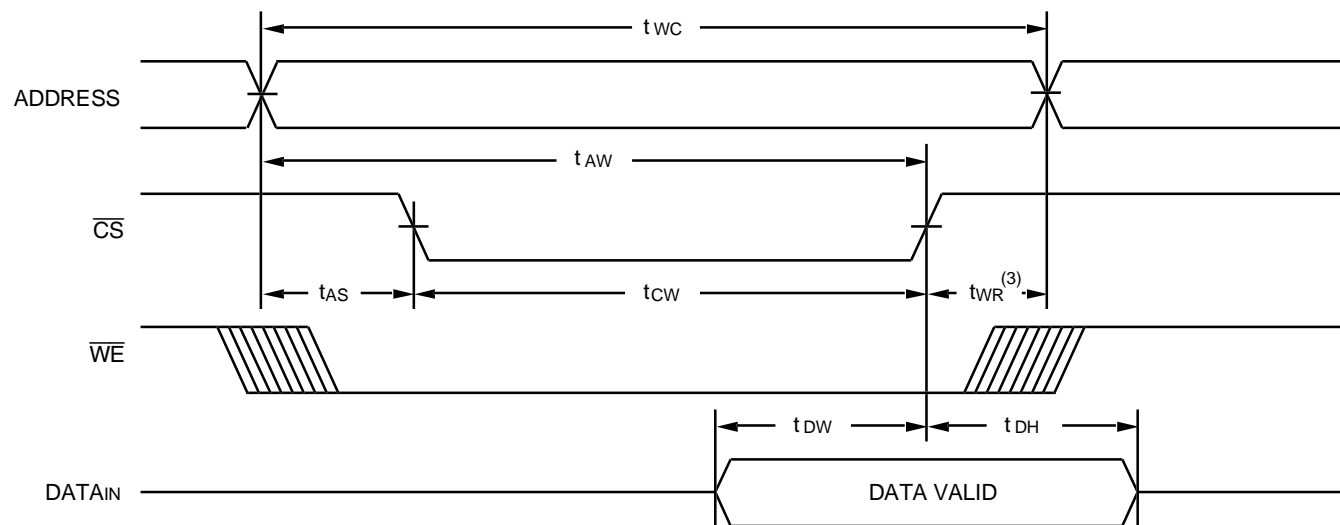 tWC
ADDRESS
tAW
CS
tAS tCW tWR(3)
WE
tDW tDH
DATAIN DATA VALID